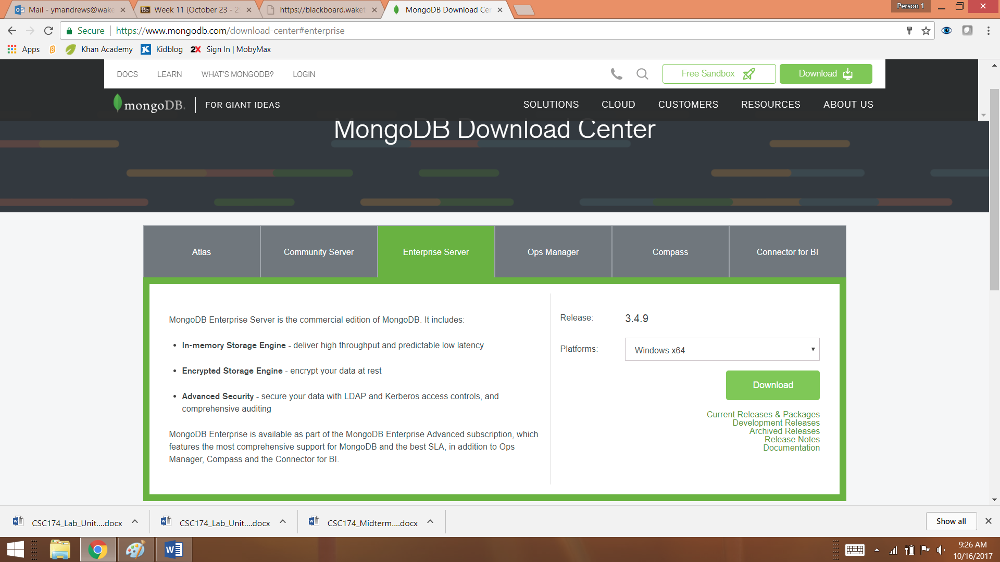 Mail - ymandrews@wake
Week 11 (October 23 - 2
https://blackboard.waket
MongoDB Download Cen
Person 1
Secure
https://www.mongodb.com/download-center#enterprise
Apps
Khan Academy
Kidblog
2X
Sign In | MobyMax
DOCS
LEARN
WHAT'S MONGODB?
LOGIN
Free Sandbox
Download
mongoDB.
FOR GIANT IDEAS
SOLUTIONS
CLOUD
CUSTOMERS
RESOURCES
ABOUT US
MongoDB Download Center
Atlas
Community Server
Enterprise Server
Ops Manager
Compass
Connector for BI
MongoDB Enterprise Server is the commercial edition of MongoDB. It includes:
• In-memory Storage Engine - deliver high throughput and predictable low latency
• Encrypted Storage Engine - encrypt your data at rest
• Advanced Security - secure your data with LDAP and Kerberos access controls, and
comprehensive auditing
MongoDB Enterprise is available as part of the MongoDB Enterprise Advanced subscription, which
features the most comprehensive support for MongoDB and the best SLA, in addition to Ops
Manager, Compass and the Connector for BI.
Release: 3.4.9
Platforms: Windows x64
Download
Current Releases & Packages
Development Releases
Archived Releases
Release Notes
Documentation
CSC174_Lab_Unit....docx
CSC174_Lab_Unit....docx
CSC174_Midterm....docx
Show all
9:26 AM
10/16/2017